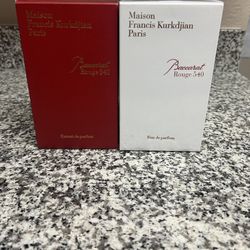 Maison
Francis Kurkdjian
Paris
Baccarat
Rouge 540
Extrait de parfum
Maison
Francis Kurkdjian
Paris
Baccarat
Rouge 540
Eau de parfum